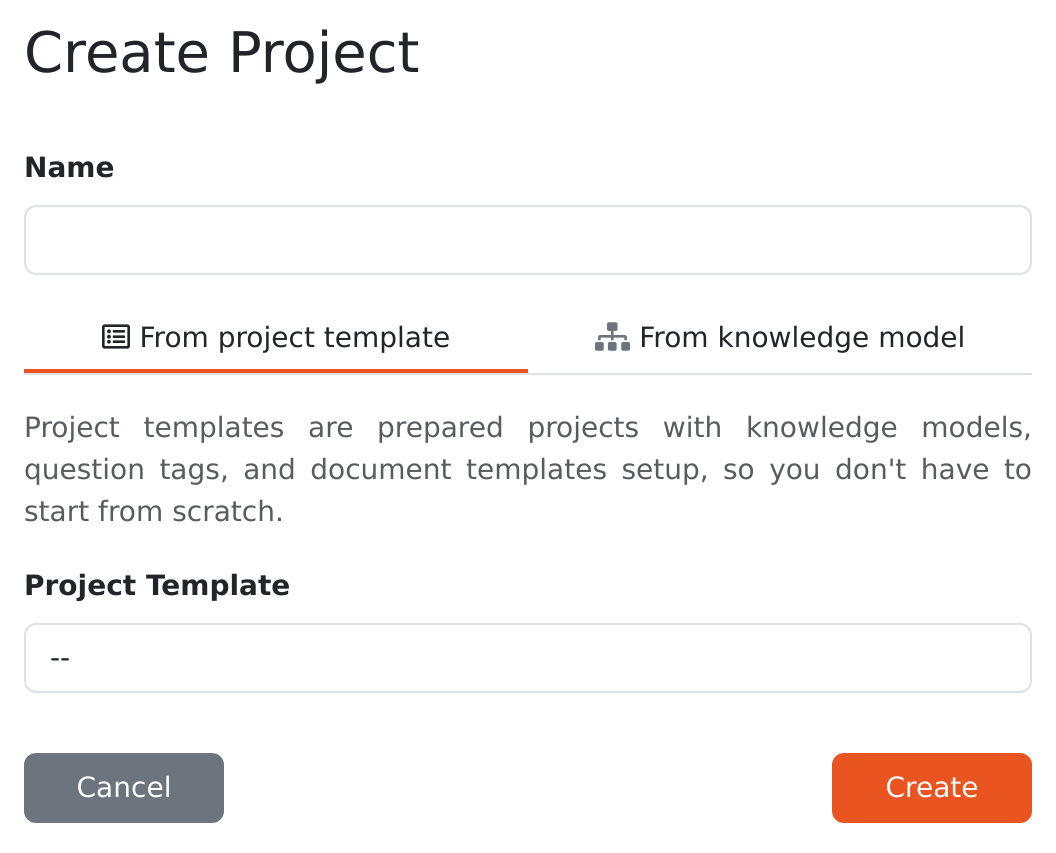 Create Project
Name
From project template
From knowledge model
Project templates are prepared projects with knowledge models,
question tags, and document templates setup, so you don't have to
start from scratch.
Project Template
--
Cancel
Create